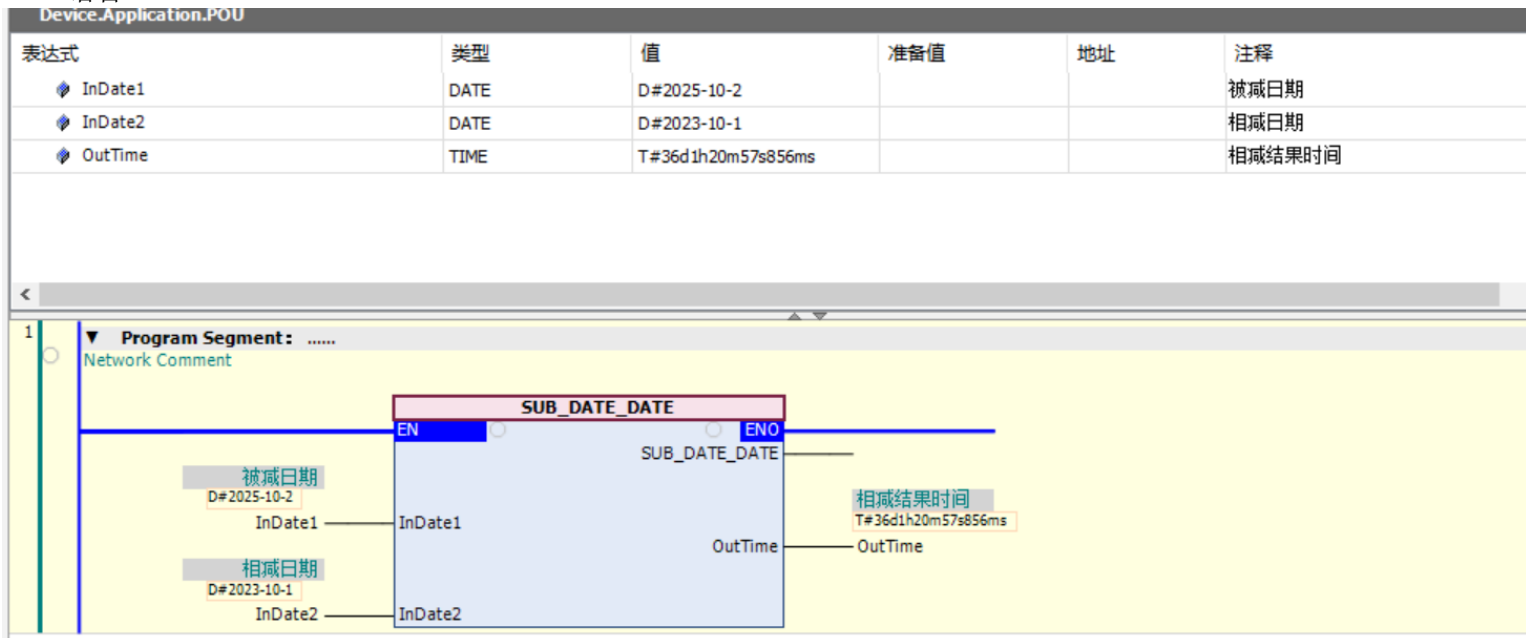 Device.Application.POU
表达式 类型 值 准备值 地址 注释
InDate1 DATE D#2025-10-2 被减日期
InDate2 DATE D#2023-10-1 相减日期
OutTime TIME T#36d1h20m57s856ms 相减结果时间
1
Program Segment: ......
Network Comment
SUB_DATE_DATE
EN ENO
SUB_DATE_DATE
被减日期
D#2025-10-2
InDate1 InDate1
相减结果时间
T#36d1h20m57s856ms
OutTime OutTime
相减日期
D#2023-10-1
InDate2 InDate2